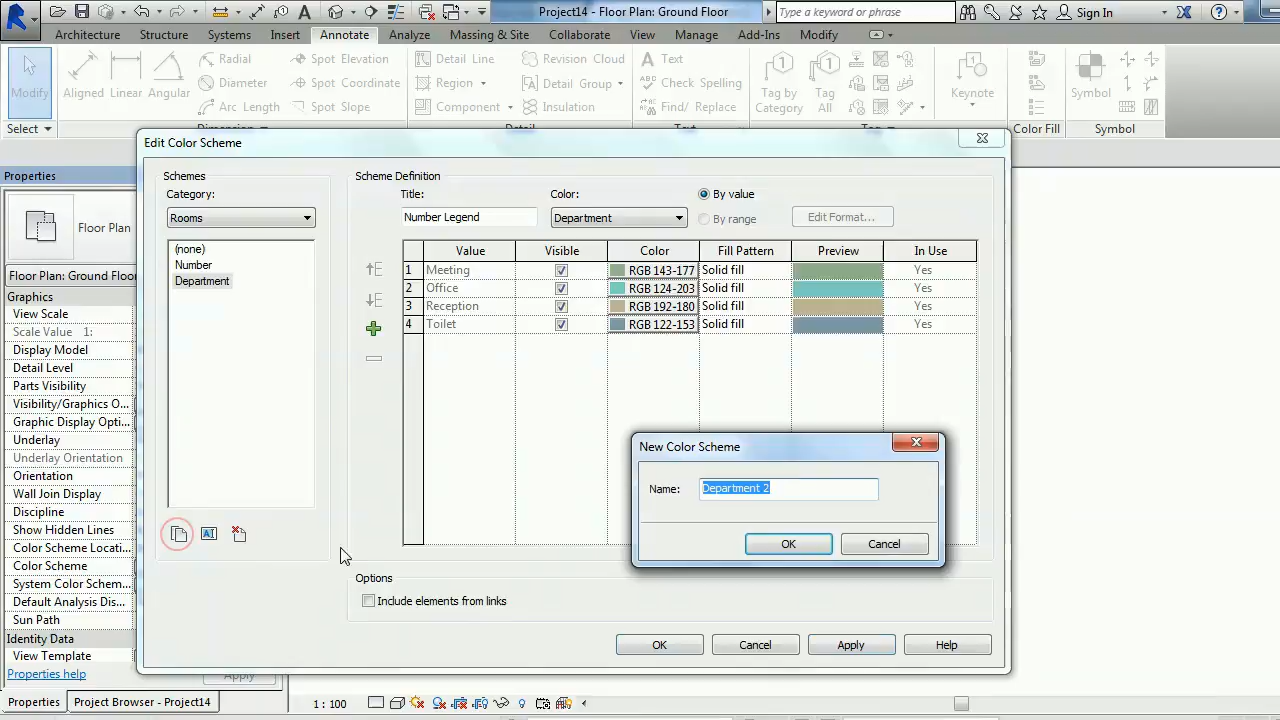 Project14 - Floor Plan: Ground Floor
Type a keyword or phrase
Sign In
Architecture
Structure
Systems
Insert
Annotate
Analyze
Massing & Site
Collaborate
View
Manage
Add-Ins
Modify
Modify
Aligned
Linear
Angular
Radial
Diameter
Arc Length
Spot Elevation
Spot Coordinate
Spot Slope
Detail Line
Region
Component
Revision Cloud
Detail Group
Insulation
Text
Check Spelling
Find/ Replace
Tag by
Category
Tag
All
Keynote
Symbol
Select
Color Fill
Symbol
Properties
Floor Plan
Floor Plan: Ground Floor
Graphics
View Scale
Scale Value 1:
Display Model
Detail Level
Parts Visibility
Visibility/Graphics O...
Graphic Display Opti...
Underlay
Underlay Orientation
Orientation
Wall Join Display
Discipline
Show Hidden Lines
Color Scheme Locati...
Color Scheme
System Color Schem...
Default Analysis Dis...
Sun Path
Identity Data
View Template
Properties help
Apply
Properties
Project Browser - Project14
1 : 100
Edit Color Scheme
Schemes
Category:
Rooms
(none)
Number
Department
Scheme Definition
Title:
Number Legend
Color:
Department
By value
By range
Edit Format...
Value Visible Color Fill Pattern Preview In Use
1 Meeting RGB 143-177 Solid fill Yes
2 Office RGB 124-203 Solid fill Yes
3 Reception RGB 192-180 Solid fill Yes
4 Toilet RGB 122-153 Solid fill Yes
New Color Scheme
Name: Department 2
OK Cancel
Options
Include elements from links
OK Cancel Apply Help